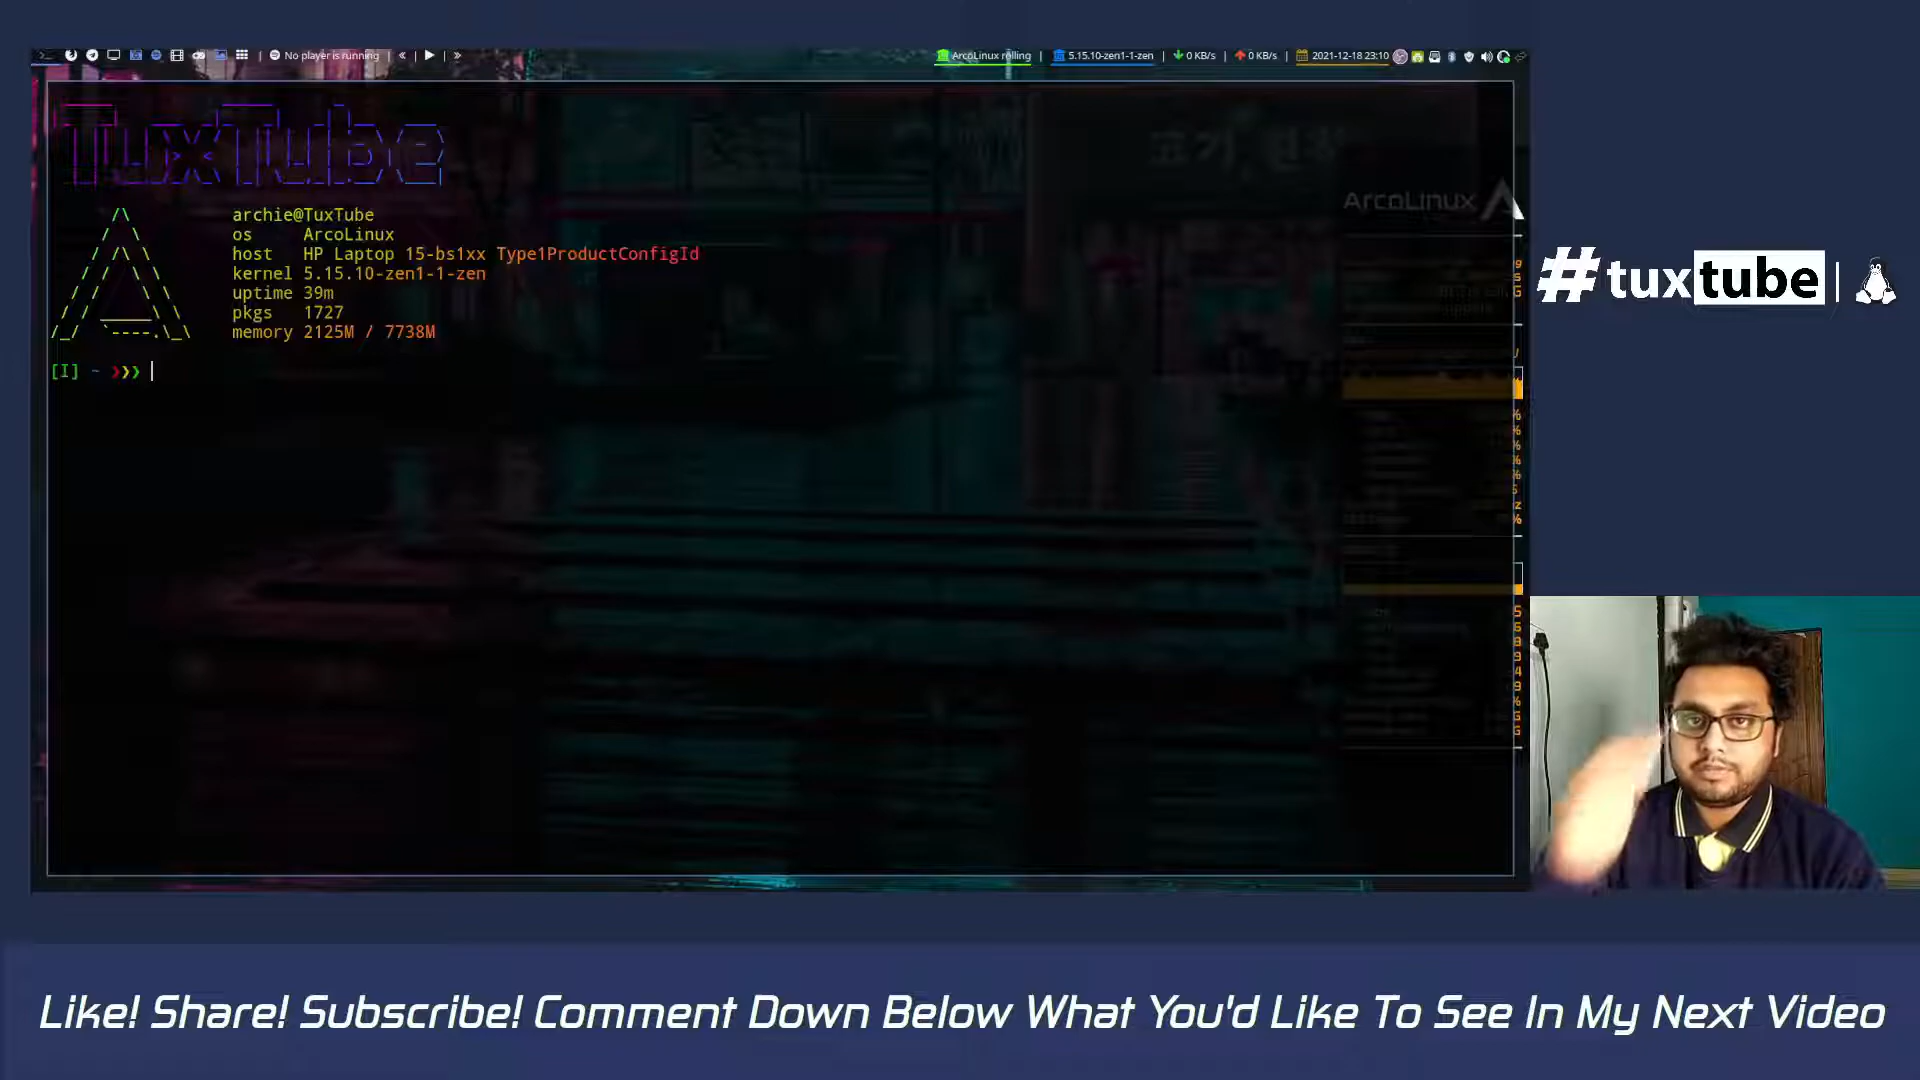 No player is running | « | ▶ | »
ArcoLinux rolling | 5.15.10-zen1-1-zen | 0 KB/s | 0 KB/s | 2021-12-18 23:10
TuxTube
archie@TuxTube
os ArcoLinux
host HP Laptop 15-bs1xx Type1ProductConfigId
kernel 5.15.10-zen1-1-zen
uptime 39m
pkgs 1727
memory 2125M / 7738M
[I] ~ ❯❯❯
ArcoLinux
#tuxtube|
Like! Share! Subscribe! Comment Down Below What You'd Like To See In My Next Video